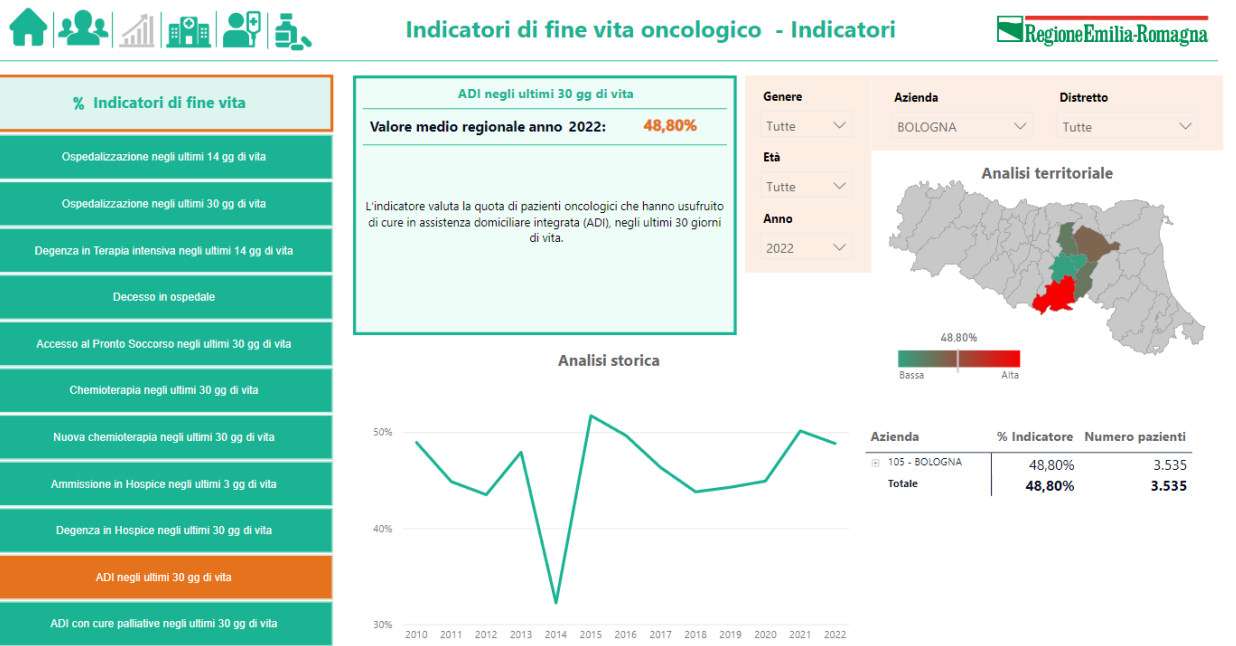 Indicatori di fine vita oncologico - Indicatori
RegioneEmilia-Romagna
% Indicatori di fine vita
Ospedalizzazione negli ultimi 14 gg di vita
Ospedalizzazione negli ultimi 30 gg di vita
Degenza in Terapia intensiva negli ultimi 14 gg di vita
Decesso in ospedale
Accesso al Pronto Soccorso negli ultimi 30 gg di vita
Chemioterapia negli ultimi 30 gg di vita
Nuova chemioterapia negli ultimi 30 gg di vita
Ammissione in Hospice negli ultimi 3 gg di vita
Degenza in Hospice negli ultimi 30 gg di vita
ADI negli ultimi 30 gg di vita
ADI con cure palliative negli ultimi 30 gg di vita
ADI negli ultimi 30 gg di vita
Valore medio regionale anno 2022: 48,80%
L'indicatore valuta la quota di pazienti oncologici che hanno usufruito
di cure in assistenza domiciliare integrata (ADI), negli ultimi 30 giorni
di vita.
Genere
Tutte
Età
Tutte
Anno
2022
Azienda
BOLOGNA
Distretto
Tutte
Analisi territoriale
48,80%
Bassa Alta
Analisi storica
50%
40%
30%
2010 2011 2012 2013 2014 2015 2016 2017 2018 2019 2020 2021 2022
Azienda % Indicatore Numero pazienti
105 - BOLOGNA 48,80% 3.535
Totale 48,80% 3.535